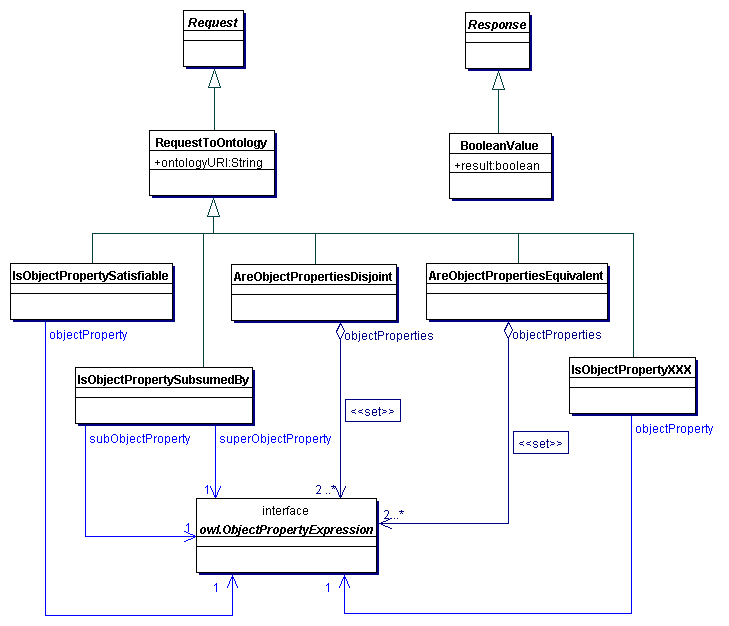 Request
Response
RequestToOntology
+ontologyURI:String
BooleanValue
+result:boolean
IsObjectPropertySatisfiable
AreObjectPropertiesDisjoint
AreObjectPropertiesEquivalent
objectProperty
objectProperties
objectProperties
IsObjectPropertySubsumedBy
IsObjectPropertyXXX
<<set>>
objectProperty
subObjectProperty
superObjectProperty
<<set>>
1
2..*
interface
owl.ObjectPropertyExpression
1
2...*
1
1